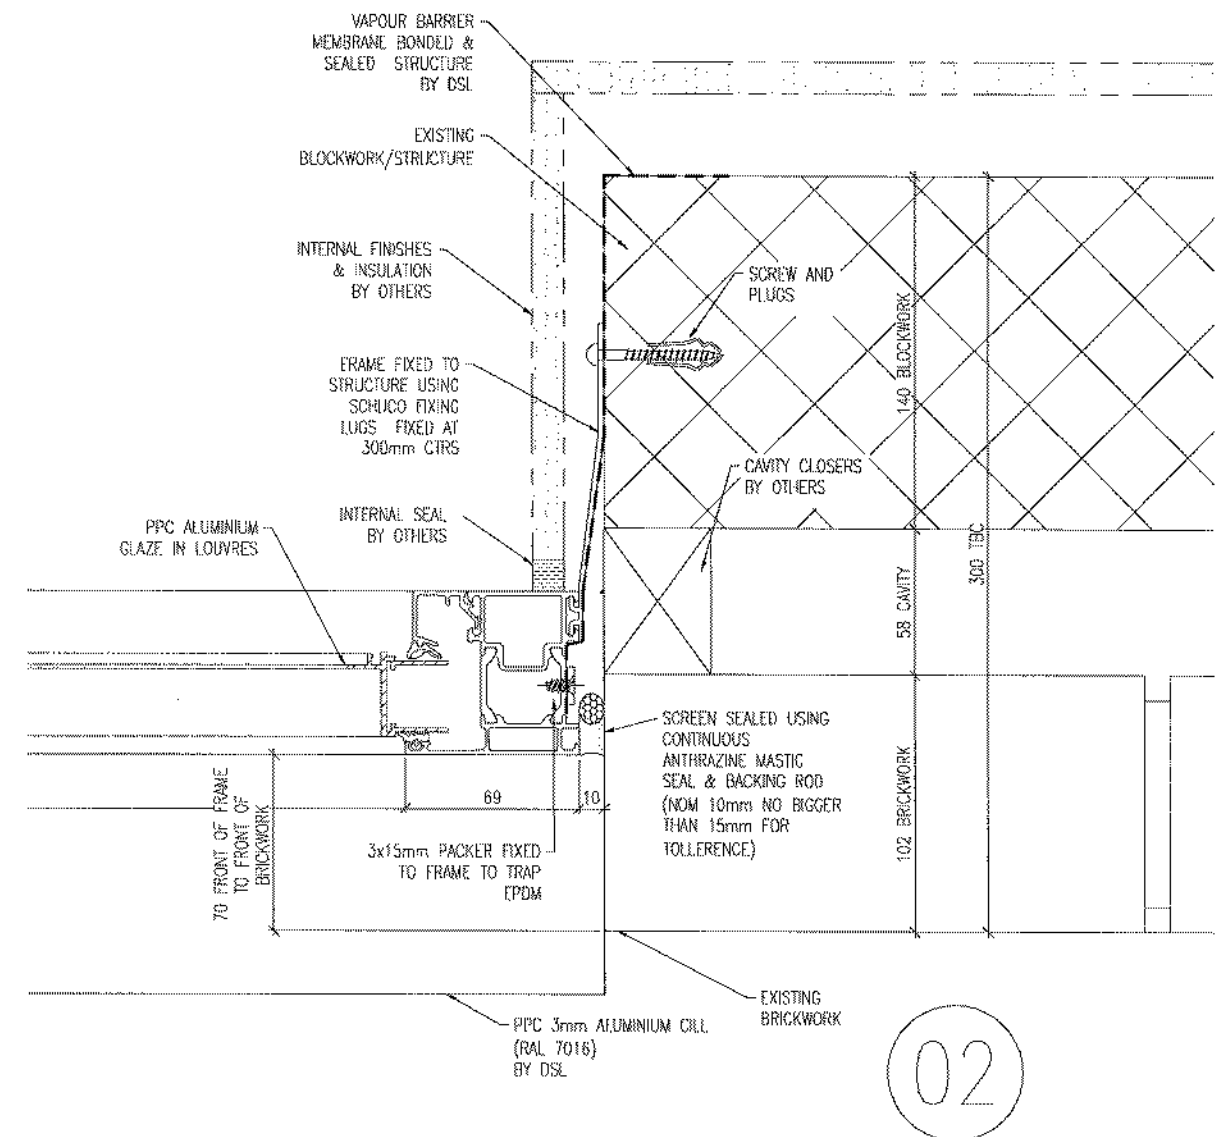 VAPOUR BARRIER
MEMBRANE BONDED &
SEALED STRUCTURE
BY DSL
EXISTING
BLOCKWORK/STRUCTURE
INTERNAL FINISHES
& INSULATION
BY OTHERS
SCREW AND
PLUGS
FRAME FIXED TO
STRUCTURE USING
SCHUCO FIXING
LUGS FIXED AT
300mm CTRS
140 BLOCKWORK
CAVITY CLOSERS
BY OTHERS
INTERNAL SEAL
BY OTHERS
PPC ALUMINIUM
GLAZE IN LOUVRES
300 TBC
58 CAVITY
SCREEN SEALED USING
CONTINUOUS
ANTHRAZINE MASTIC
SEAL & BACKING ROD
(NOM 10mm NO BIGGER
THAN 15mm FOR
TOLLERENCE)
102 BRICKWORK
69
10
70 FRONT OF FRAME
TO FRONT OF
BRICKWORK
3x15mm PACKER FIXED
TO FRAME TO TRAP
EPDM
EXISTING
BRICKWORK
PPC 3mm ALUMINIUM CILL
(RAL 7016)
BY DSL
02